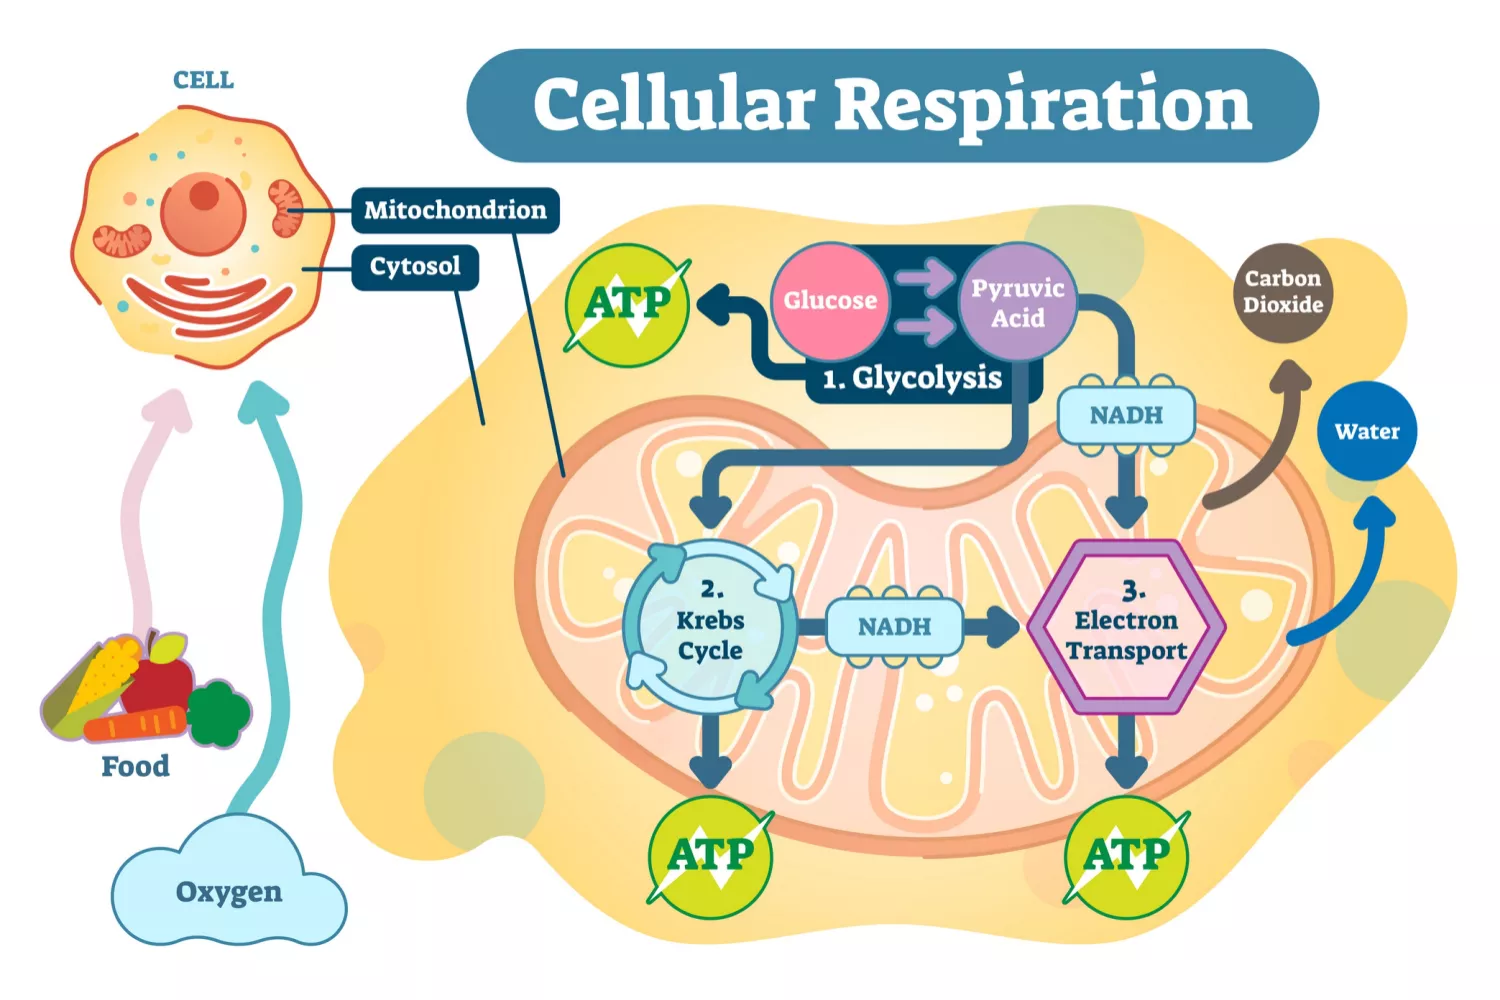 Cellular Respiration
CELL
Mitochondrion
Cytosol
ATP
Glucose
Pyruvic
Acid
1. Glycolysis
Carbon
Dioxide
NADH
Water
2.
Krebs
Cycle
NADH
3.
Electron
Transport
Food
Oxygen
ATP
ATP